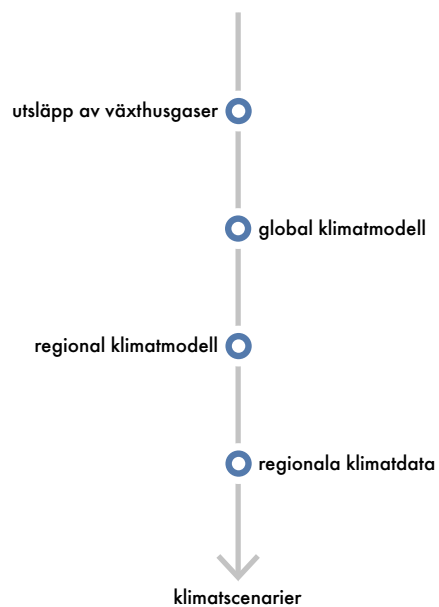 utsläpp av växthusgaser
global klimatmodell
regional klimatmodell
regionala klimatdata
klimatscenarier